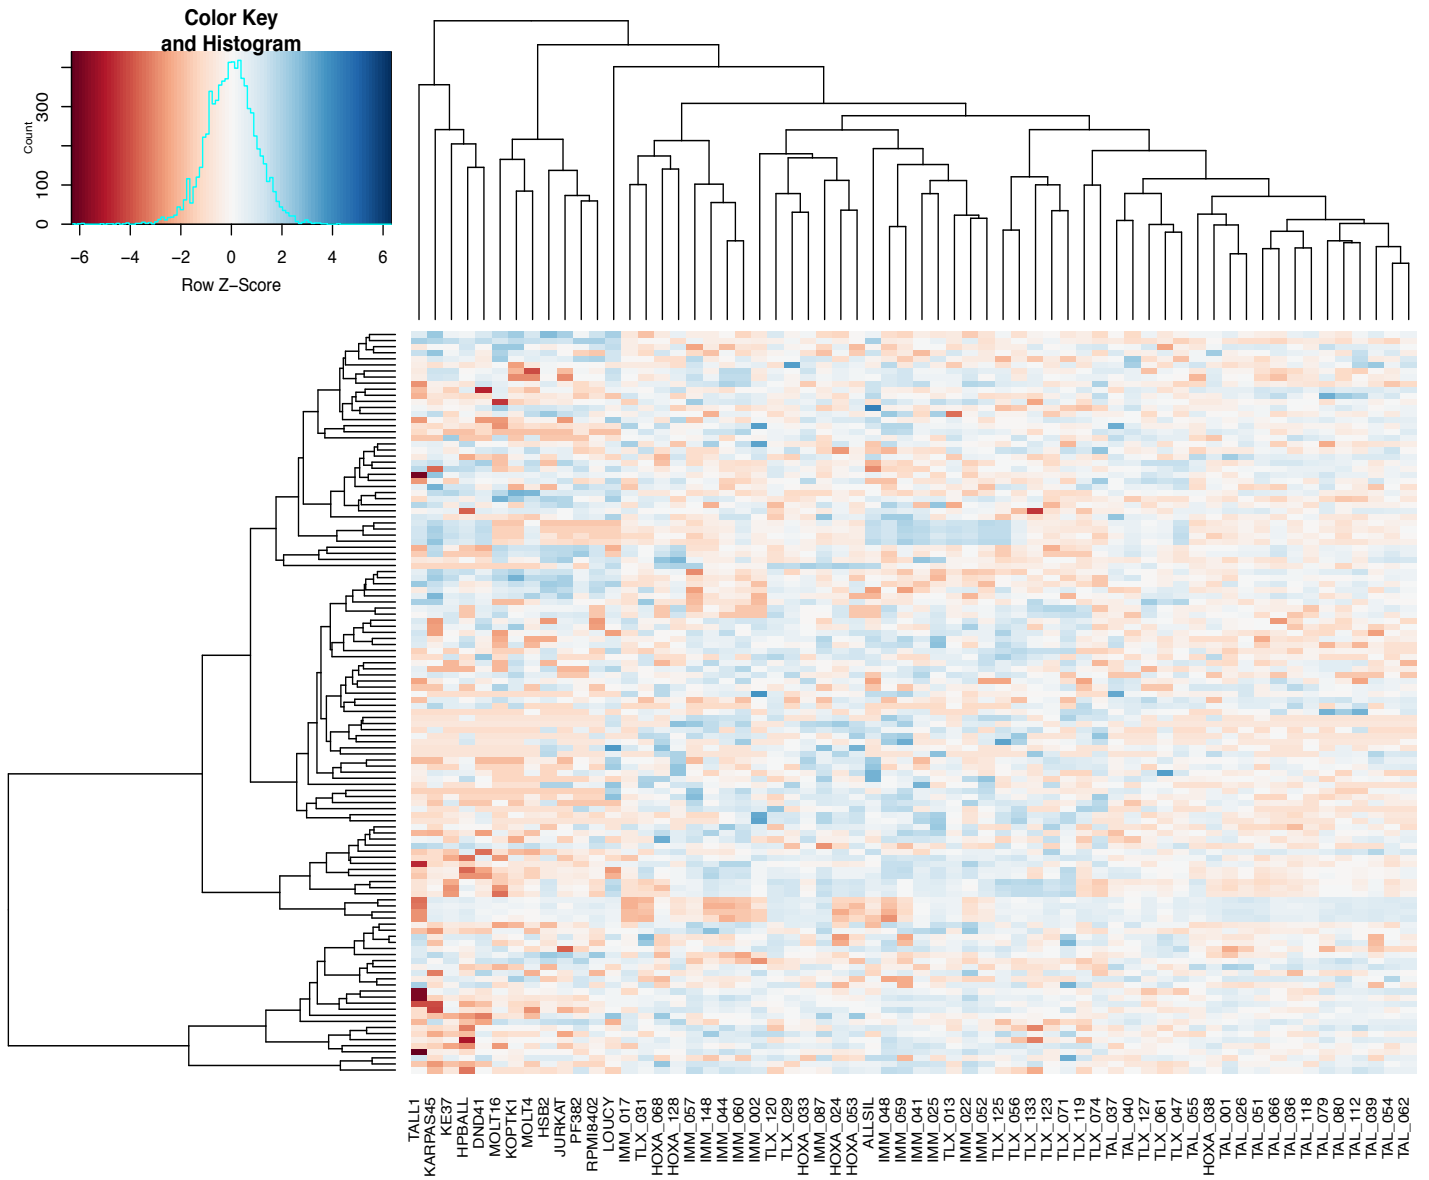 Color Key
and Histogram
Count
0
100
300
−6
−4
−2
0
2
4
6
Row Z−Score
TALL1
KARPAS45
KE37
HPBALL
DND41
MOLT16
KOPTK1
MOLT4
HSB2
JURKAT
PF382
RPMI8402
LOUCY
IMM_017
TLX_031
HOXA_068
HOXA_128
IMM_057
IMM_148
IMM_044
IMM_060
IMM_002
TLX_120
TLX_029
HOXA_033
IMM_087
HOXA_024
HOXA_053
ALLSIL
IMM_048
IMM_059
IMM_041
IMM_025
TLX_013
IMM_022
IMM_052
TLX_125
TLX_056
TLX_133
TLX_123
TLX_071
TLX_119
TLX_074
TAL_037
TAL_040
TLX_127
TLX_061
TLX_047
TAL_055
HOXA_038
TAL_001
TAL_026
TAL_051
TAL_066
TAL_036
TAL_118
TAL_079
TAL_080
TAL_112
TAL_039
TAL_054
TAL_062